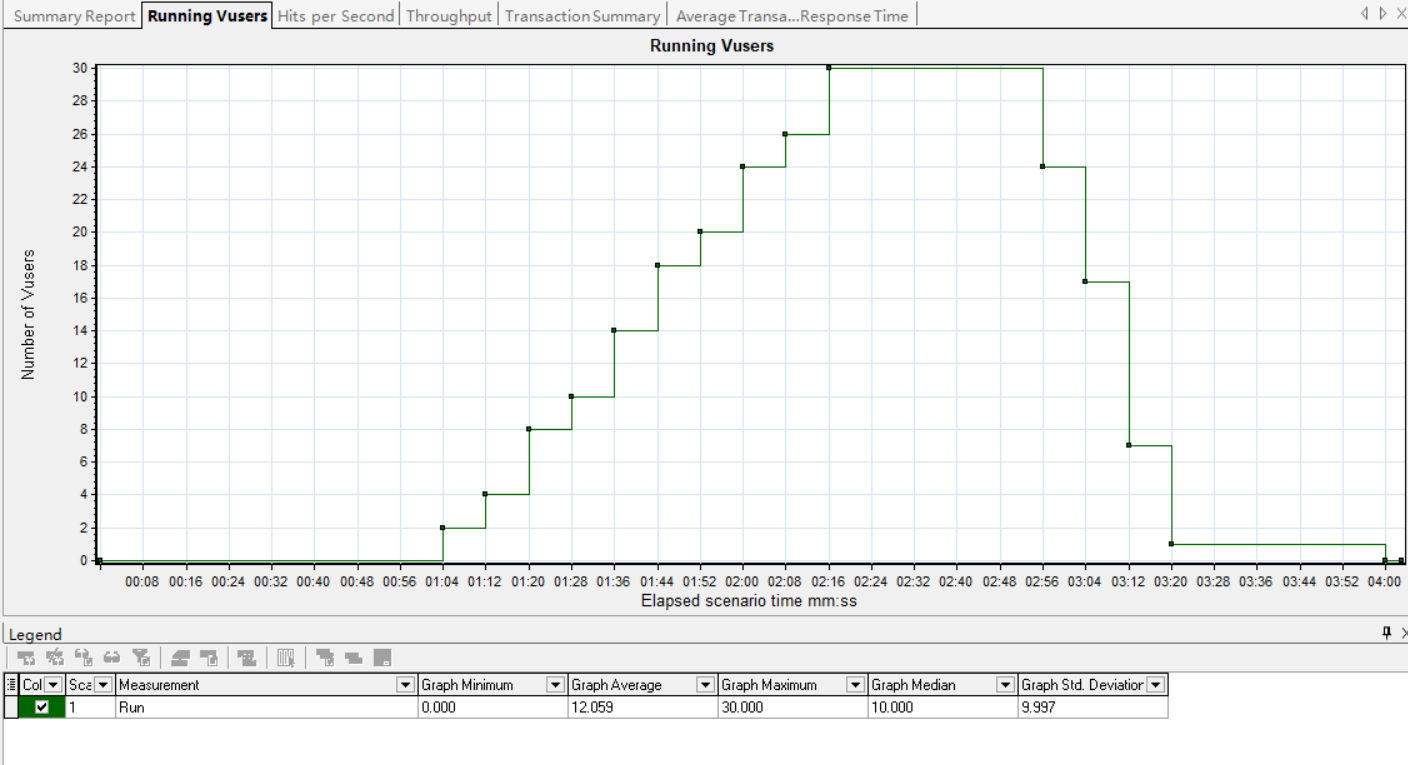 Summary Report Running Vusers Hits per Second Throughput Transaction Summary Average Transa...Response Time
Running Vusers
30
28
26
24
22
20
18
16
14
12
10
8
6
4
2
0
Number of Vusers
00:08 00:16 00:24 00:32 00:40 00:48 00:56 01:04 01:12 01:20 01:28 01:36 01:44 01:52 02:00 02:08 02:16 02:24 02:32 02:40 02:48 02:56 03:04 03:12 03:20 03:28 03:36 03:44 03:52 04:00
Elapsed scenario time mm:ss
Legend
Col Sca Measurement Graph Minimum Graph Average Graph Maximum Graph Median Graph Std. Deviation
1 Run 0.000 12.059 30.000 10.000 9.997